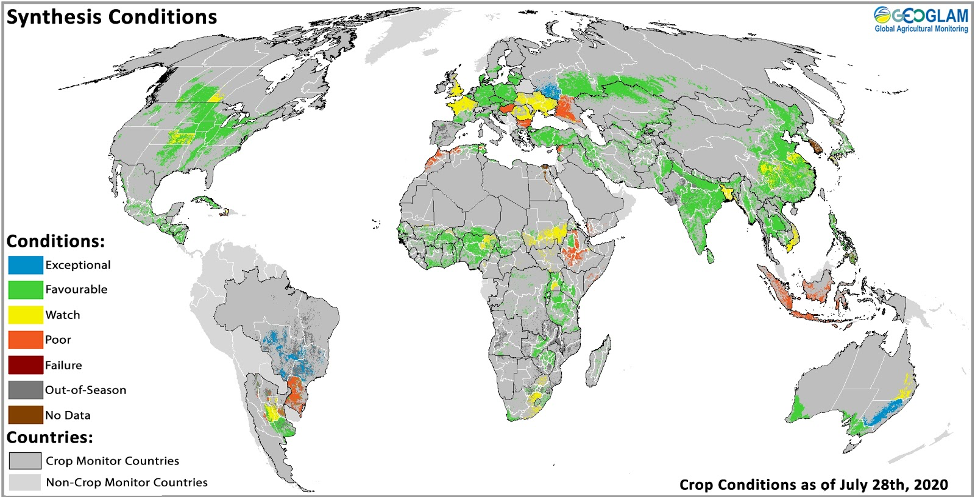 Synthesis Conditions
GEOGLAM
Global Agricultural Monitoring
Conditions:
Exceptional
Favourable
Watch
Poor
Failure
Out-of-Season
No Data
Countries:
Crop Monitor Countries
Non-Crop Monitor Countries
Crop Conditions as of July 28th, 2020